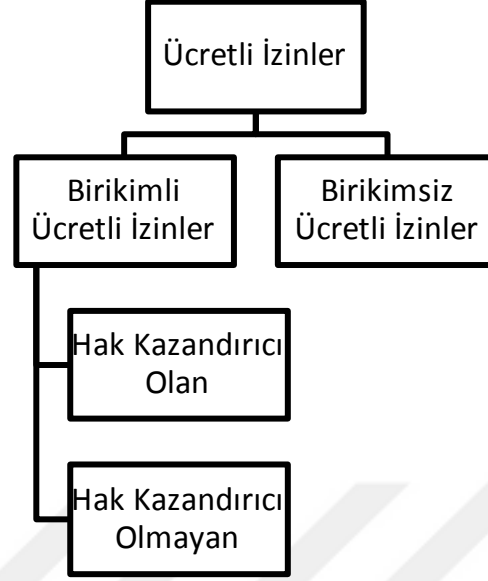 Ücretli İzinler
Birikimli
Ücretli İzinler
Birikimsiz
Ücretli İzinler
Hak Kazandırıcı
Olan
Hak Kazandırıcı
Olmayan